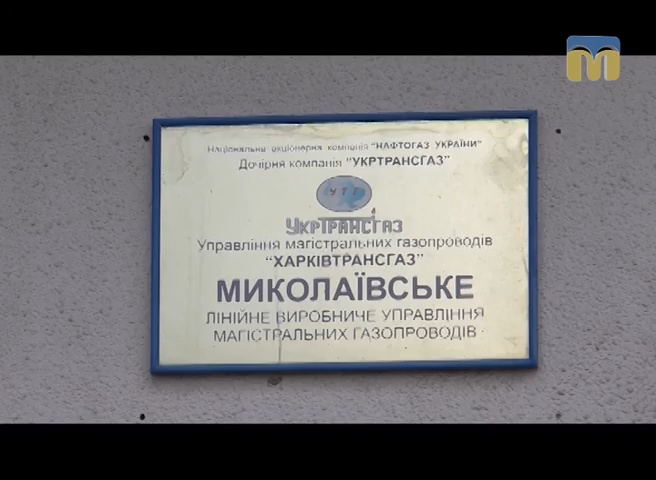 Національна акціонерна компанія "НАФТОГАЗ УКРАЇНИ"
Дочірня компанія "УКРТРАНСГАЗ"
УТГ
УКРТРАНСГАЗ
Управління магістральних газопроводів
"ХАРКІВТРАНСГАЗ"
МИКОЛАЇВСЬКЕ
ЛІНІЙНЕ ВИРОБНИЧЕ УПРАВЛІННЯ
МАГІСТРАЛЬНИХ ГАЗОПРОВОДІВ